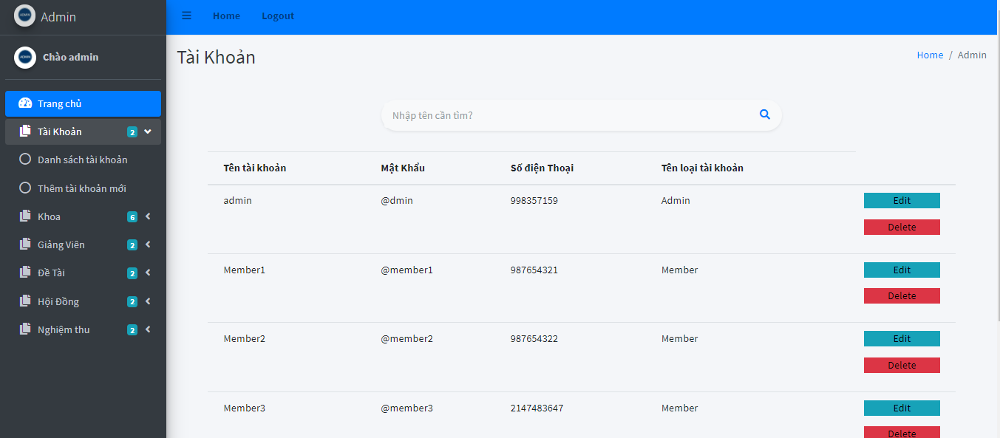 Admin
Home
Logout
Chào admin
Trang chủ
Tài Khoản 2
Danh sách tài khoản
Thêm tài khoản mới
Khoa 6
Giảng Viên 2
Đề Tài 2
Hội Đồng 2
Nghiệm thu 2
Tài Khoản
Home / Admin
Nhập tên cần tìm?
Tên tài khoản Mật Khẩu Số điện Thoại Tên loại tài khoản
admin @dmin 998357159 Admin Edit
Delete
Member1 @member1 987654321 Member Edit
Delete
Member2 @member2 987654322 Member Edit
Delete
Member3 @member3 2147483647 Member Edit
Delete